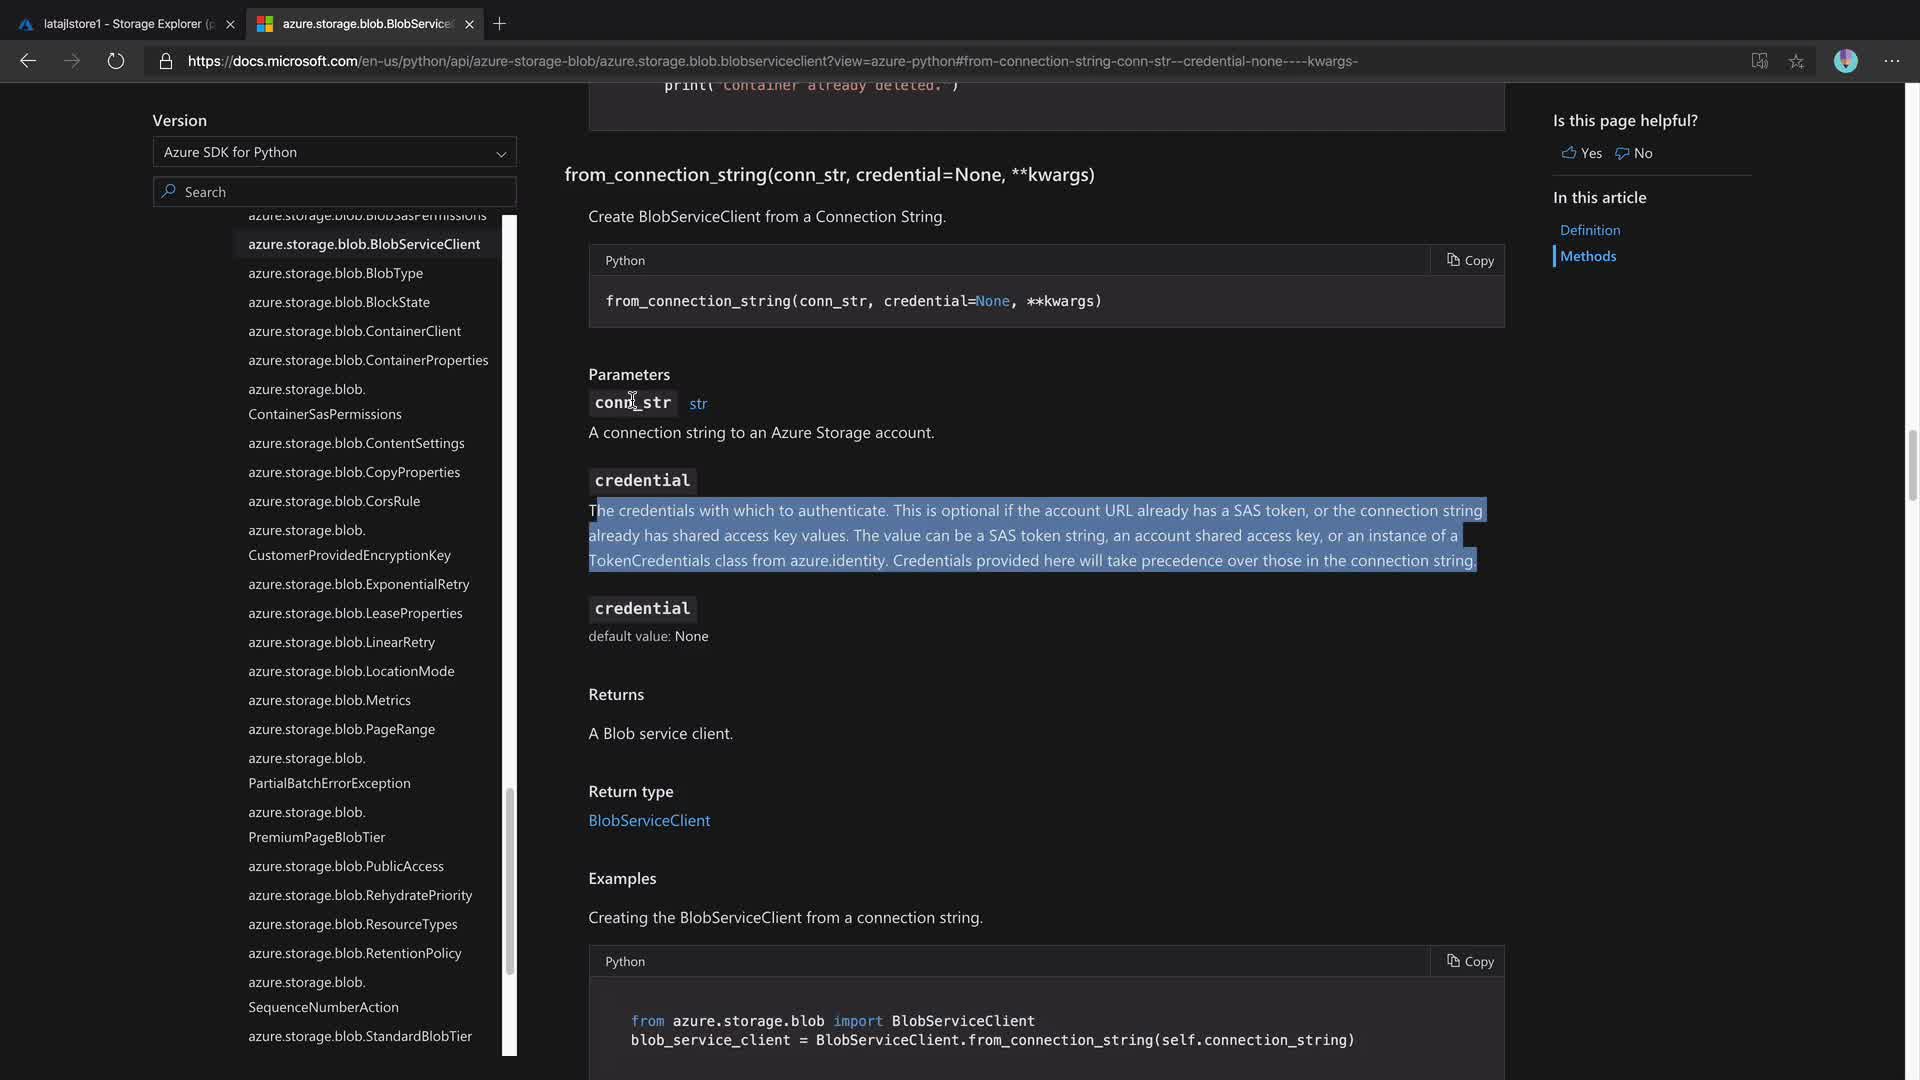 latajlstore1 - Storage Explorer (
azure.storage.blob.BlobService
https://docs.microsoft.com/en-us/python/api/azure-storage-blob/azure.storage.blob.blobserviceclient?view=azure-python#from-connection-string-conn-str--credential-none----kwargs-
Version
Azure SDK for Python
Search
azure.storage.blob.BlobSasPermissions
azure.storage.blob.BlobServiceClient
azure.storage.blob.BlobType
azure.storage.blob.BlockState
azure.storage.blob.ContainerClient
azure.storage.blob.ContainerProperties
azure.storage.blob.
ContainerSasPermissions
azure.storage.blob.ContentSettings
azure.storage.blob.CopyProperties
azure.storage.blob.CorsRule
azure.storage.blob.
CustomerProvidedEncryptionKey
azure.storage.blob.ExponentialRetry
azure.storage.blob.LeaseProperties
azure.storage.blob.LinearRetry
azure.storage.blob.LocationMode
azure.storage.blob.Metrics
azure.storage.blob.PageRange
azure.storage.blob.
PartialBatchErrorException
azure.storage.blob.
PremiumPageBlobTier
azure.storage.blob.PublicAccess
azure.storage.blob.RehydratePriority
azure.storage.blob.ResourceTypes
azure.storage.blob.RetentionPolicy
azure.storage.blob.
SequenceNumberAction
azure.storage.blob.StandardBlobTier
print("Container already deleted.")
from_connection_string(conn_str, credential=None, **kwargs)
Create BlobServiceClient from a Connection String.
Python
Copy
from_connection_string(conn_str, credential=None, **kwargs)
Parameters
conn_str str
A connection string to an Azure Storage account.
credential
The credentials with which to authenticate. This is optional if the account URL already has a SAS token, or the connection string
already has shared access key values. The value can be a SAS token string, an account shared access key, or an instance of a
TokenCredentials class from azure.identity. Credentials provided here will take precedence over those in the connection string.
credential
default value: None
Returns
A Blob service client.
Return type
BlobServiceClient
Examples
Creating the BlobServiceClient from a connection string.
Python
Copy
from azure.storage.blob import BlobServiceClient
blob_service_client = BlobServiceClient.from_connection_string(self.connection_string)
Is this page helpful?
Yes No
In this article
Definition
Methods